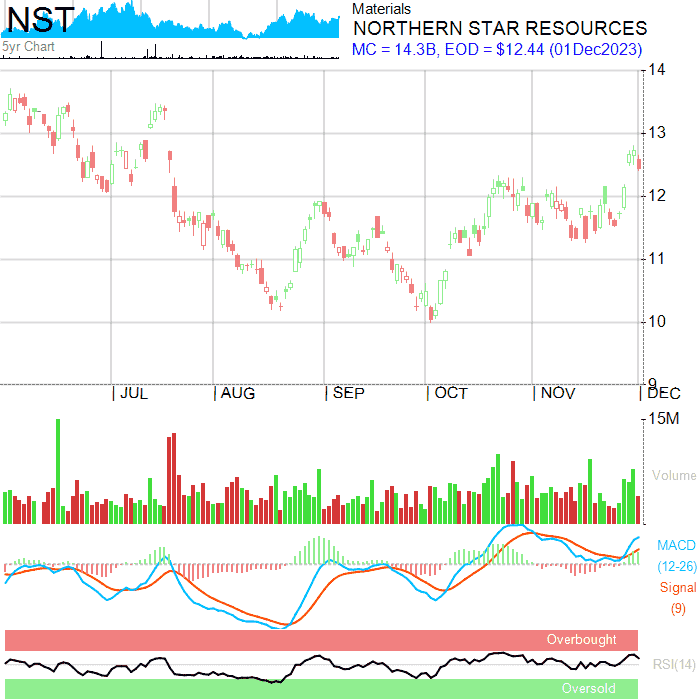 NST
5yr Chart
Materials
NORTHERN STAR RESOURCES
MC = 14.3B, EOD = $12.44 (01Dec2023)
14
13
12
11
10
9
JUL AUG SEP OCT NOV DEC
15M
Volume
MACD
(12-26)
Signal
(9)
Overbought
RSI(14)
Oversold